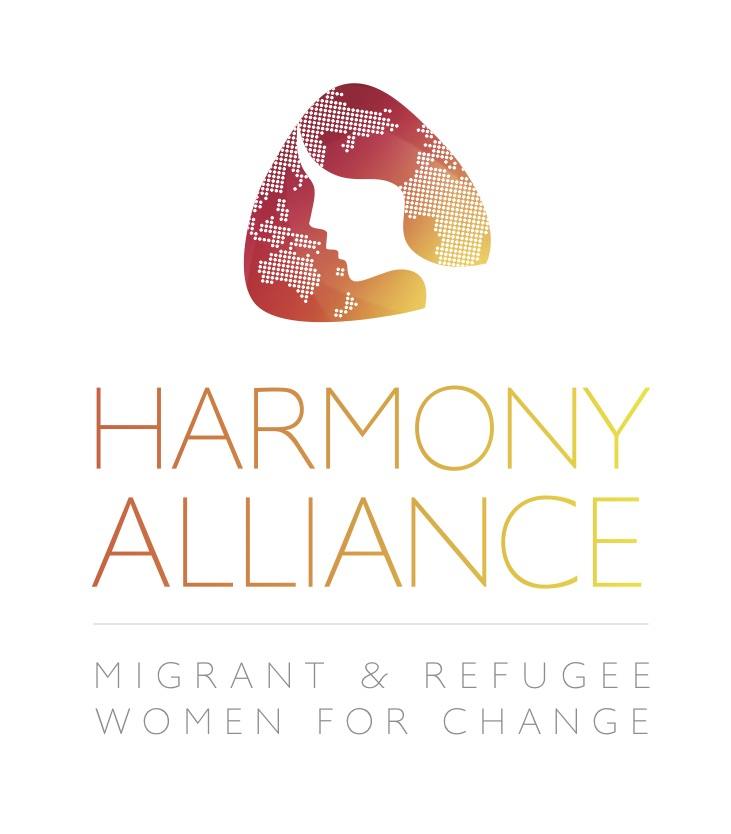 HARMONY
ALLIANCE
MIGRANT & REFUGEE
WOMEN FOR CHANGE